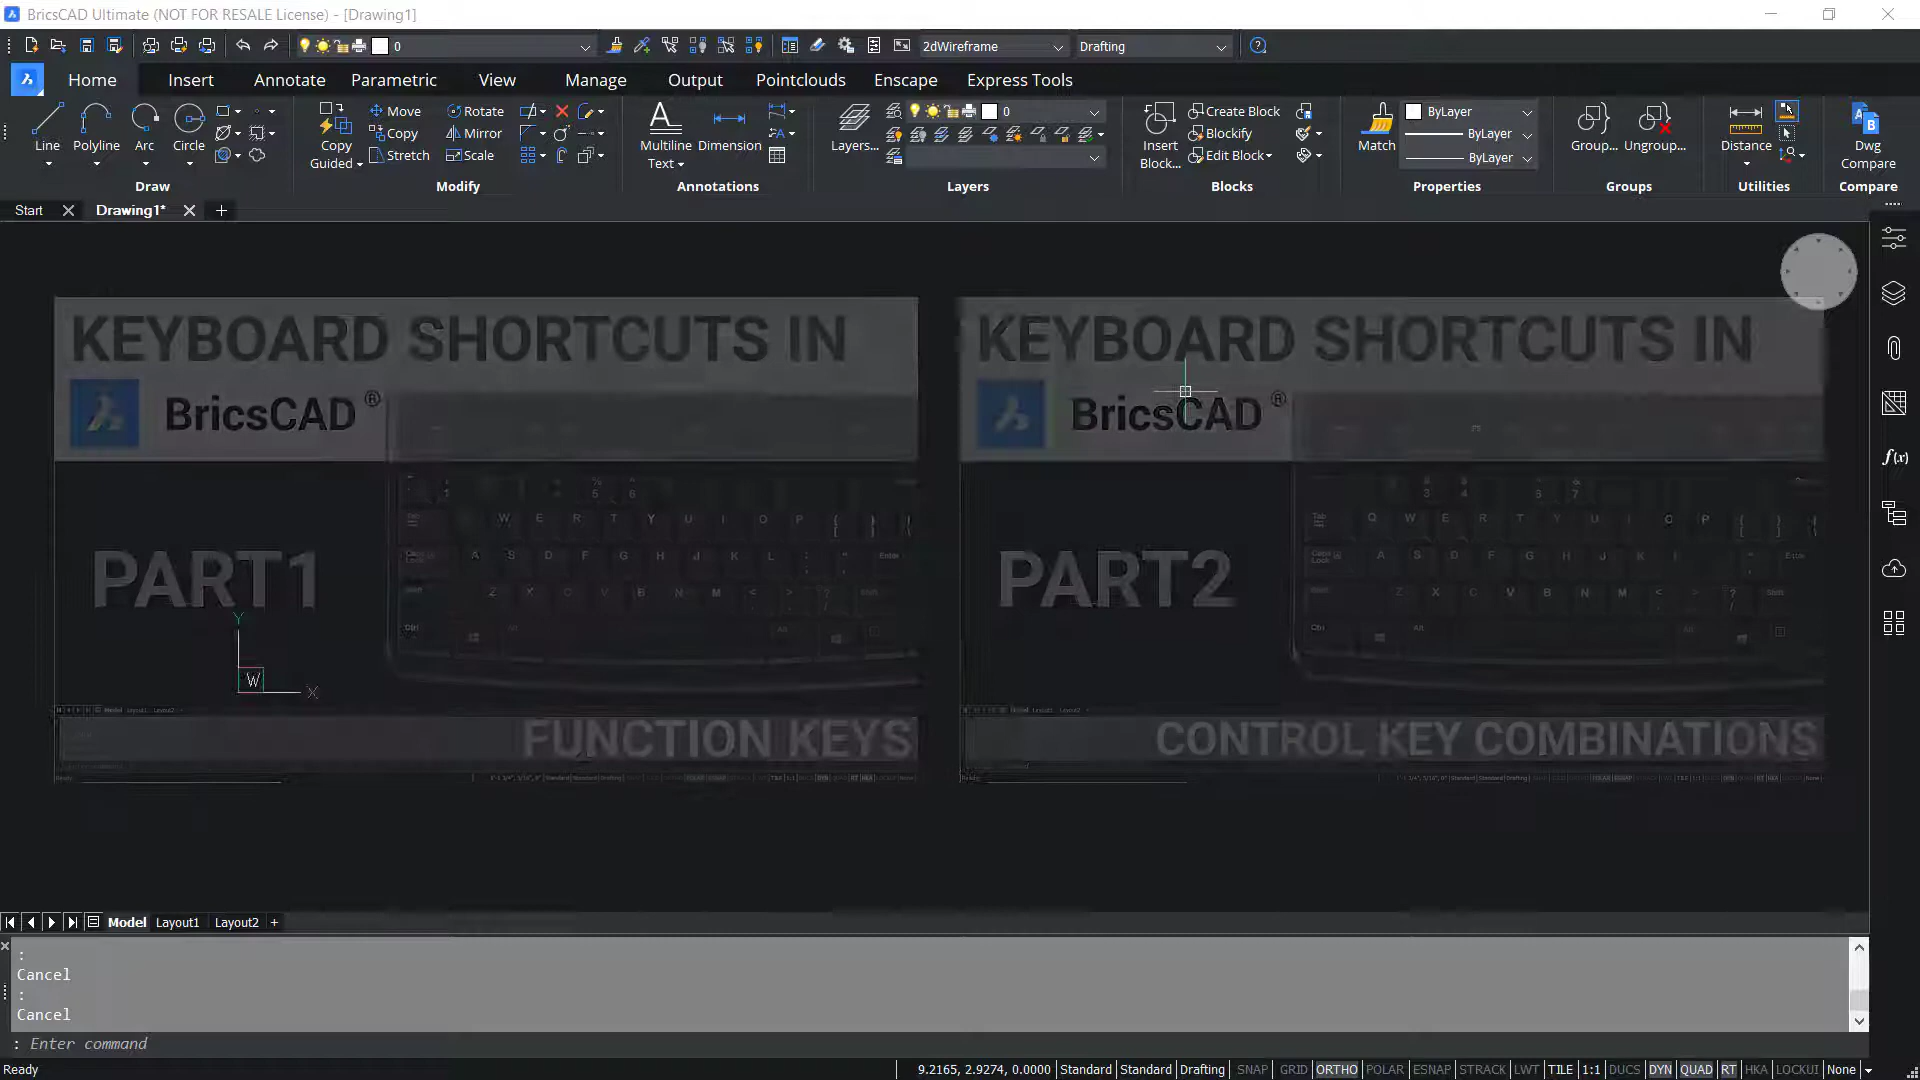 BricsCAD Ultimate (NOT FOR RESALE License) - [Drawing1]
0 2dWireframe Drafting
Home Insert Annotate Parametric View Manage Output Pointclouds Enscape Express Tools
Line Polyline Arc Circle
Draw
Copy Guided
Move Rotate
Copy Mirror
Stretch Scale
Modify
Multiline Text Dimension
Annotations
Layers...
0
Layers
Insert Block...
Create Block
Blockify
Edit Block
Blocks
Match
ByLayer
ByLayer
ByLayer
Properties
Group... Ungroup...
Groups
Distance
Utilities
Dwg Compare
Compare
Start Drawing1*
KEYBOARD SHORTCUTS IN
BricsCAD®
PART1
FUNCTION KEYS
KEYBOARD SHORTCUTS IN
BricsCAD®
PART2
CONTROL KEY COMBINATIONS
Y
W
X
f(x)
Model Layout1 Layout2 +
:
Cancel
:
Cancel
: Enter command
Ready 9.2165, 2.9274, 0.0000 Standard Standard Drafting SNAP GRID ORTHO POLAR ESNAP STRACK LWT TILE 1:1 DUCS DYN QUAD RT HKA LOCKUI None